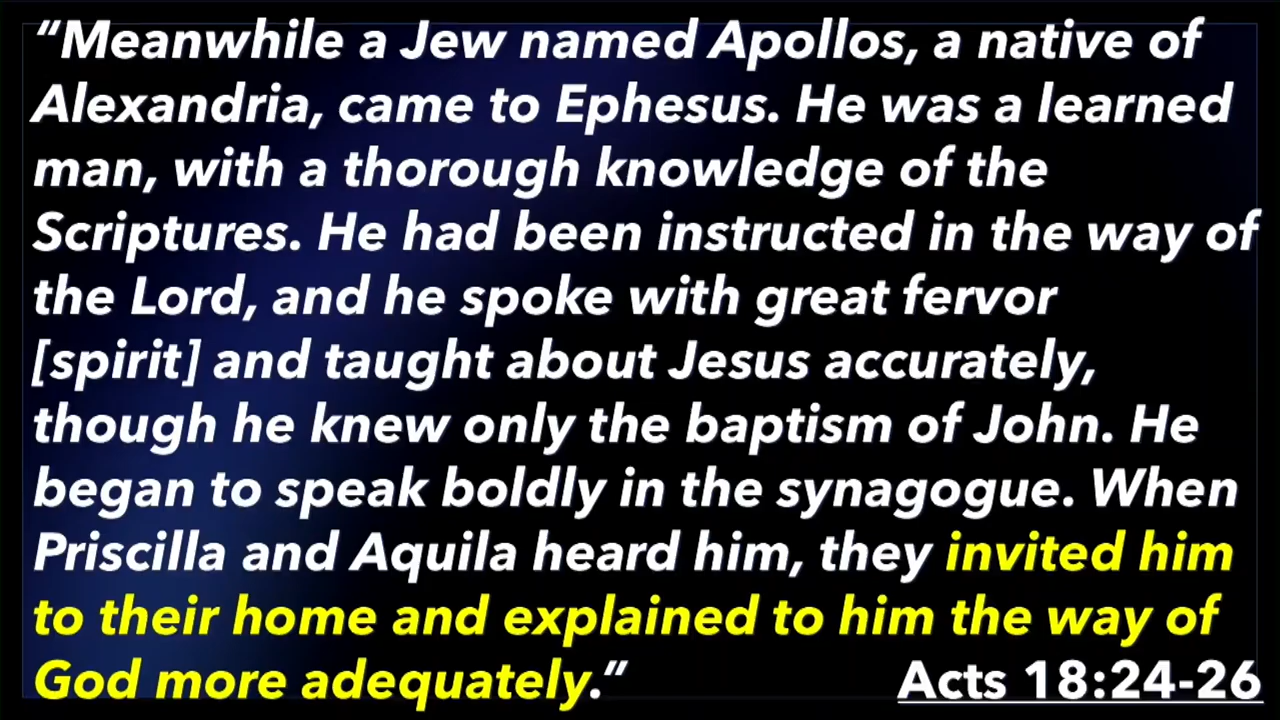 “Meanwhile a Jew named Apollos, a native of
Alexandria, came to Ephesus. He was a learned
man, with a thorough knowledge of the
Scriptures. He had been instructed in the way of
the Lord, and he spoke with great fervor
[spirit] and taught about Jesus accurately,
though he knew only the baptism of John. He
began to speak boldly in the synagogue. When
Priscilla and Aquila heard him, they invited him
to their home and explained to him the way of
God more adequately.” Acts 18:24-26